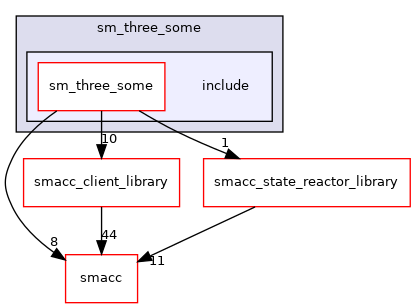 sm_three_some
sm_three_some
include
10
1
smacc_client_library
smacc_state_reactor_library
8
44
11
smacc